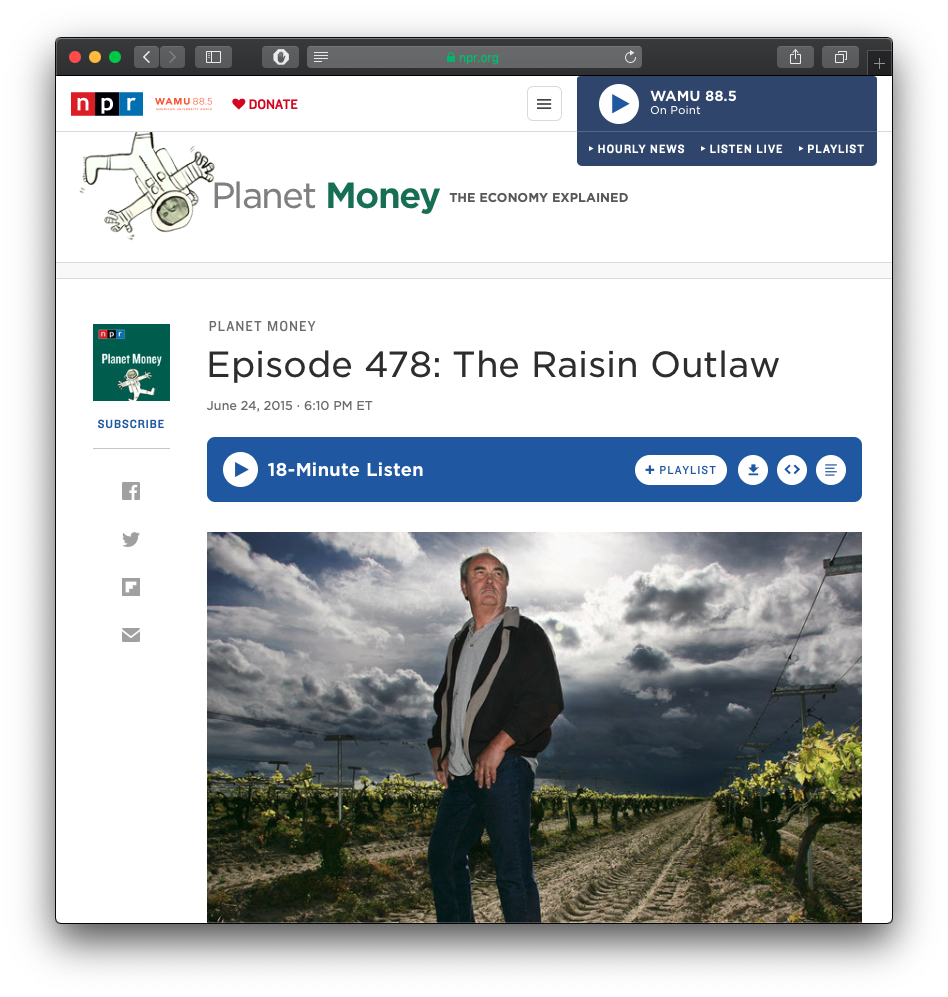 npr.org
npr
WAMU 88.5
AMERICAN UNIVERSITY RADIO
DONATE
WAMU 88.5
On Point
HOURLY NEWS
LISTEN LIVE
PLAYLIST
Planet Money THE ECONOMY EXPLAINED
npr
Planet Money
SUBSCRIBE
PLANET MONEY
Episode 478: The Raisin Outlaw
June 24, 2015 · 6:10 PM ET
18-Minute Listen
+ PLAYLIST